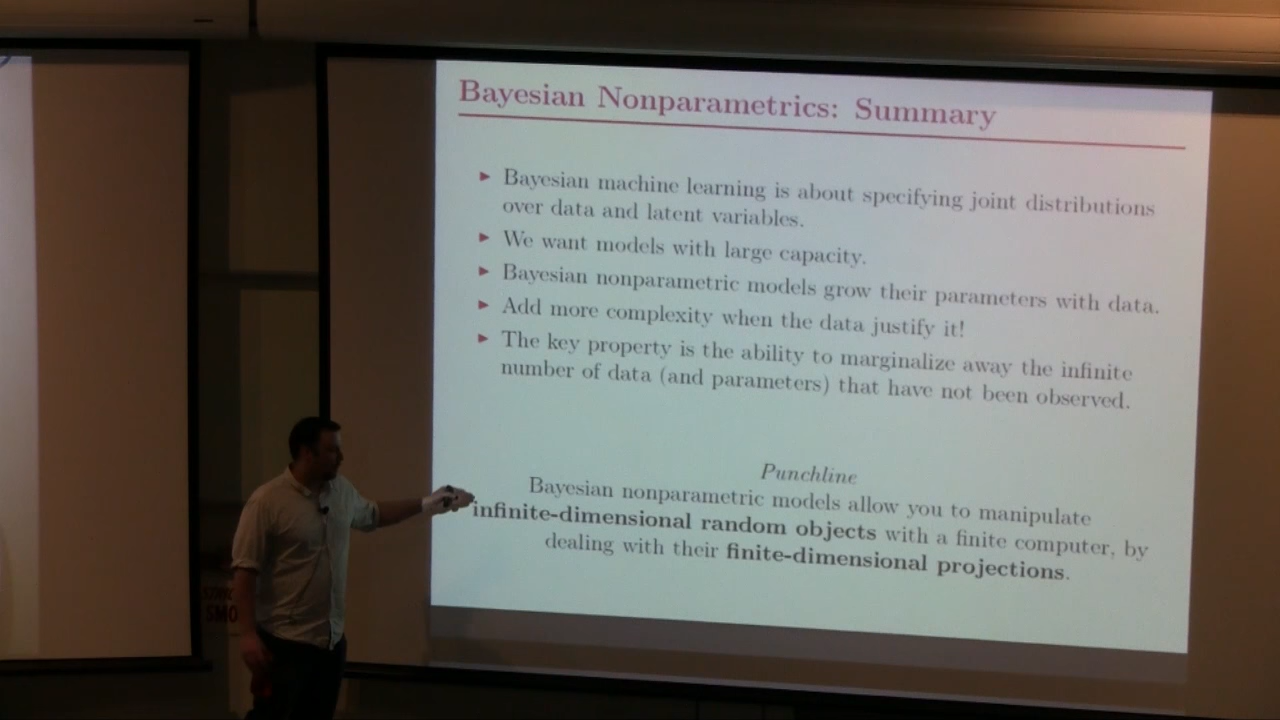 Bayesian Nonparametrics: Summary
Bayesian machine learning is about specifying joint distributions
over data and latent variables.
We want models with large capacity.
Bayesian nonparametric models grow their parameters with data.
Add more complexity when the data justify it!
The key property is the ability to marginalize away the infinite
number of data (and parameters) that have not been observed.
Punchline
Bayesian nonparametric models allow you to manipulate
infinite-dimensional random objects with a finite computer, by
dealing with their finite-dimensional projections.
SMO